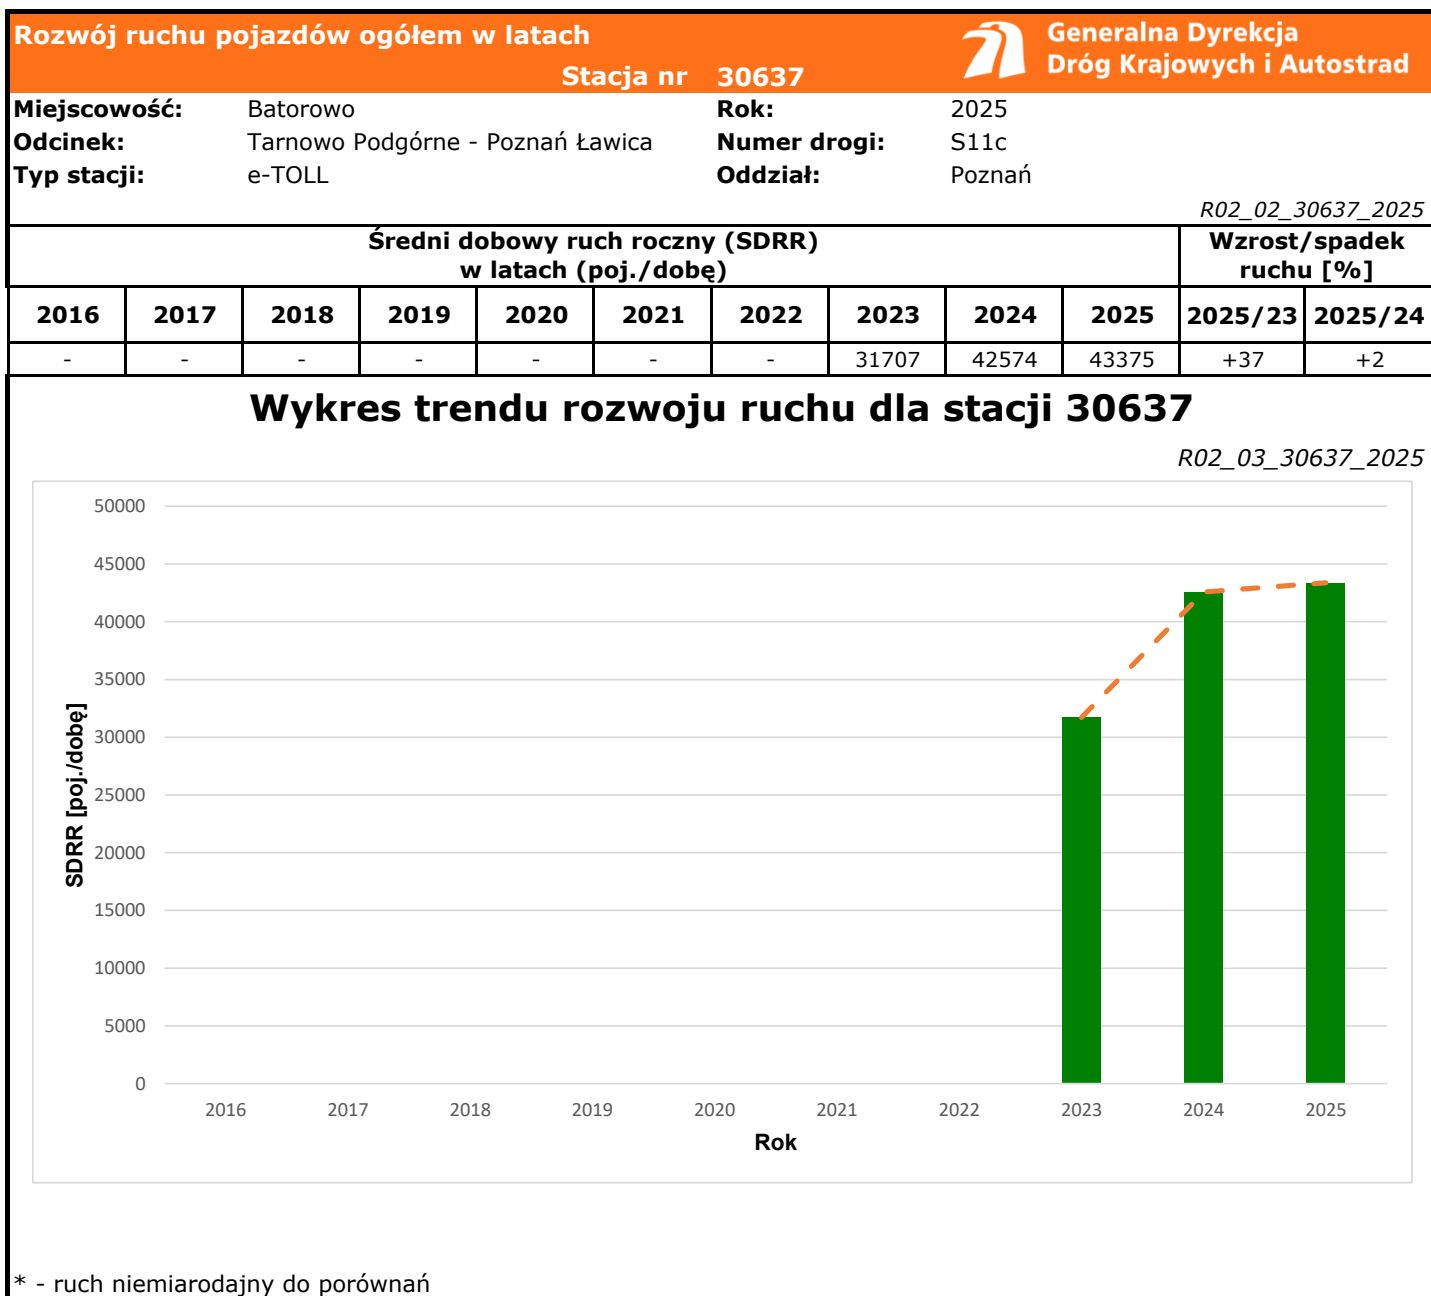 Rozwój ruchu pojazdów ogółem w latach
Generalna Dyrekcja
Dróg Krajowych i Autostrad
Stacja nr 30637
Miejscowość: Batorowo Rok: 2025
Odcinek: Tarnowo Podgórne - Poznań Ławica Numer drogi: S11c
Typ stacji: e-TOLL Oddział: Poznań
R02_02_30637_2025
Średni dobowy ruch roczny (SDRR)
w latach (poj./dobę)
Wzrost/spadek
ruchu [%]
2016 2017 2018 2019 2020 2021 2022 2023 2024 2025 2025/23 2025/24
- - - - - - - 31707 42574 43375 +37 +2
Wykres trendu rozwoju ruchu dla stacji 30637
R02_03_30637_2025
50000
45000
40000
35000
30000
25000
20000
15000
10000
5000
0
SDRR [poj./dobę]
2016 2017 2018 2019 2020 2021 2022 2023 2024 2025
Rok
* - ruch niemiarodajny do porównań